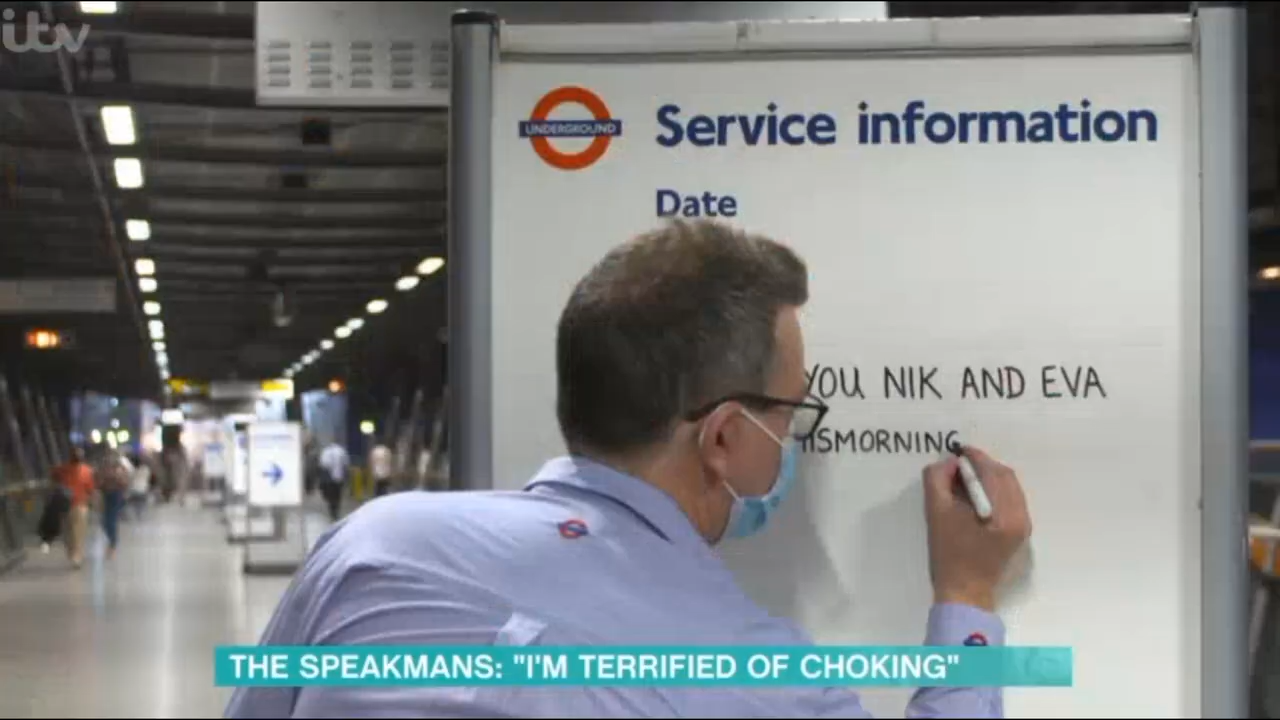 itv
UNDERGROUND
Service information
Date
YOU NIK AND EVA
ISMORNING
THE SPEAKMANS: "I'M TERRIFIED OF CHOKING"